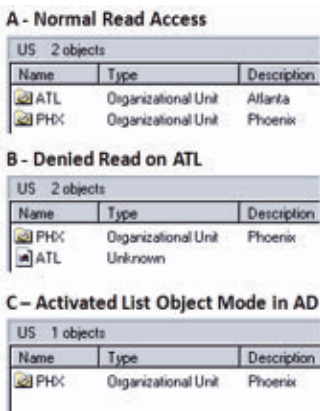 A - Normal Read Access
US 2 objects
Name Type Description
ATL Organizational Unit Atlanta
PHX Organizational Unit Phoenix
B - Denied Read on ATL
US 2 objects
Name Type Description
PHX Organizational Unit Phoenix
ATL Unknown
C – Activated List Object Mode in AD
US 1 objects
Name Type Description
PHX Organizational Unit Phoenix